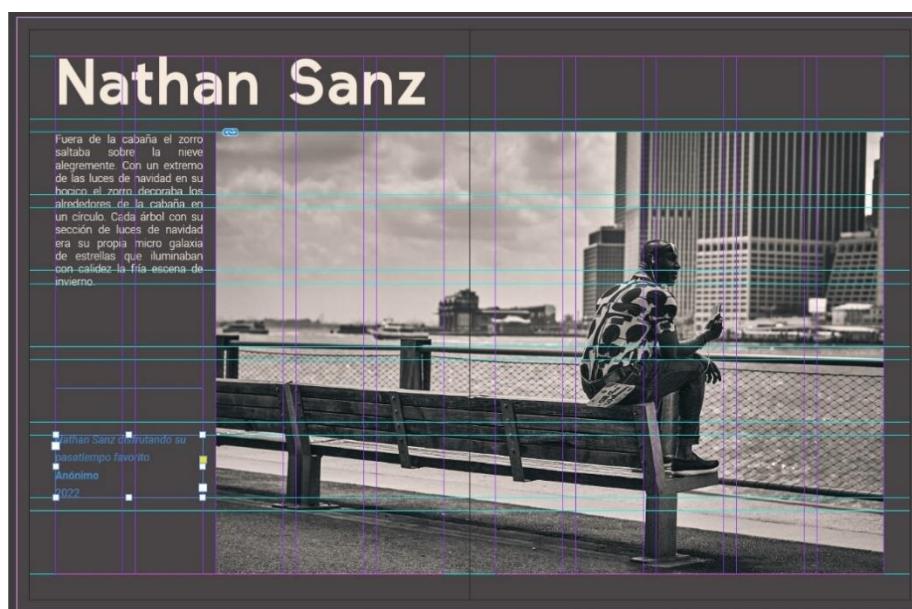 Nathan Sanz
Fuera de la cabaña el zorro
saltaba sobre la nieve
alegremente. Con un extremo
de las luces de navidad en su
hocico el zorro decoraba los
alrededores de la cabaña en
un círculo. Cada árbol con su
sección de luces de navidad
era su propia micro galaxia
de estrellas que iluminaban
con calidez la fría escena de
invierno.
Nathan Sanz disfrutando su
pasatiempo favorito
Anónimo
2022